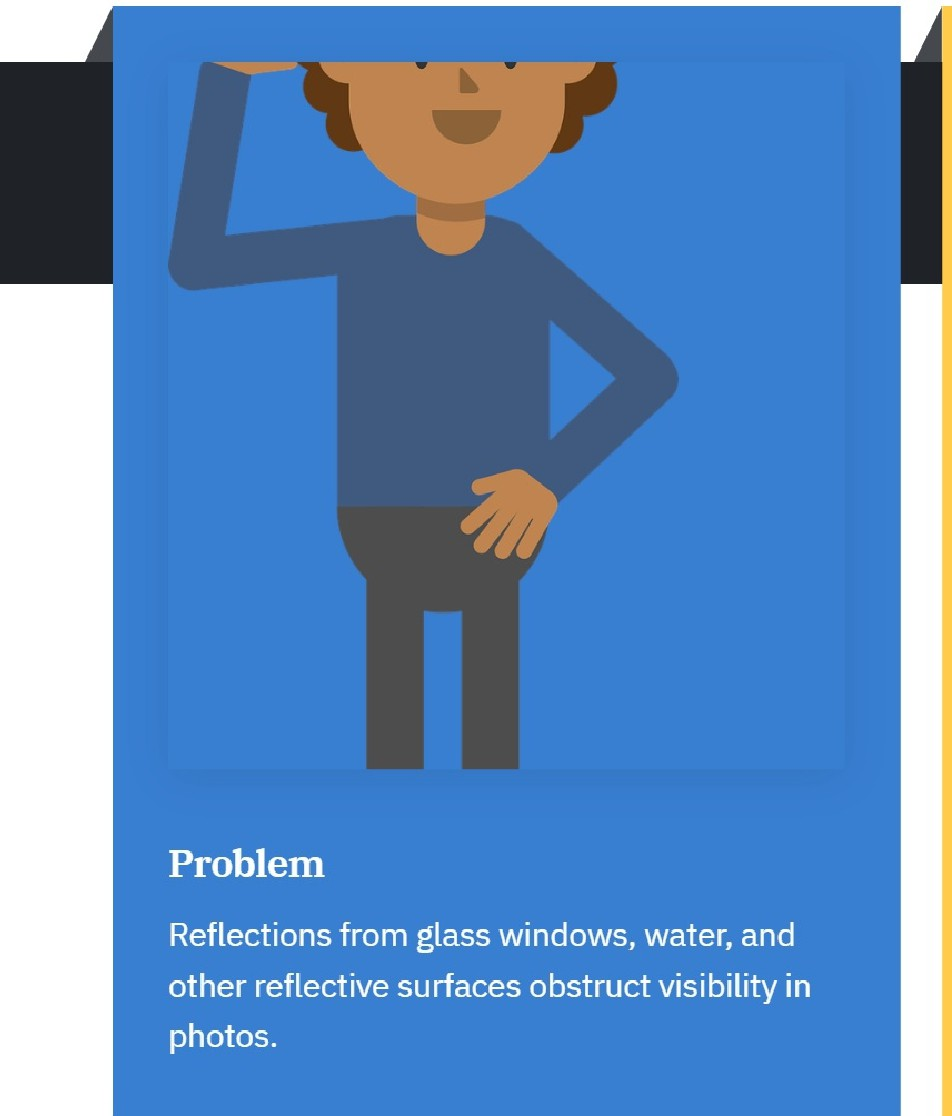 Problem
Reflections from glass windows, water, and
other reflective surfaces obstruct visibility in
photos.